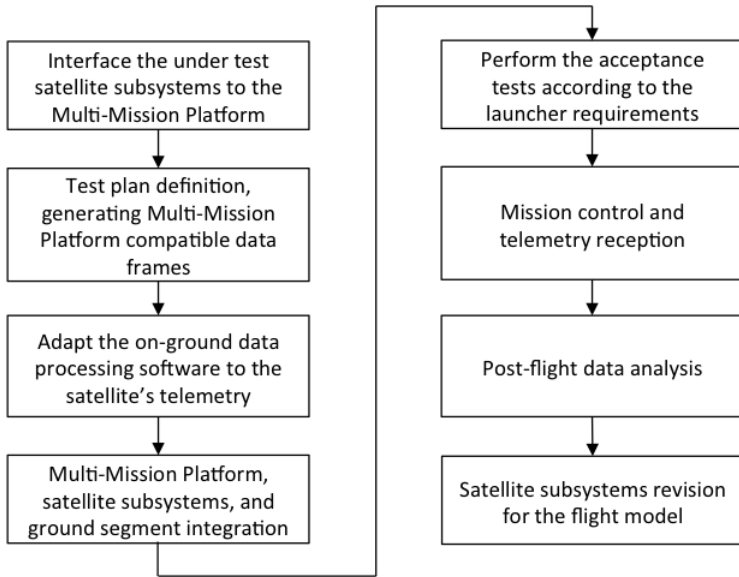 Interface the under test
satellite subsystems to the
Multi-Mission Platform
Test plan definition,
generating Multi-Mission
Platform compatible data
frames
Adapt the on-ground data
processing software to the
satellite's telemetry
Multi-Mission Platform,
satellite subsystems, and
ground segment integration
Perform the acceptance
tests according to the
launcher requirements
Mission control and
telemetry reception
Post-flight data analysis
Satellite subsystems revision
for the flight model